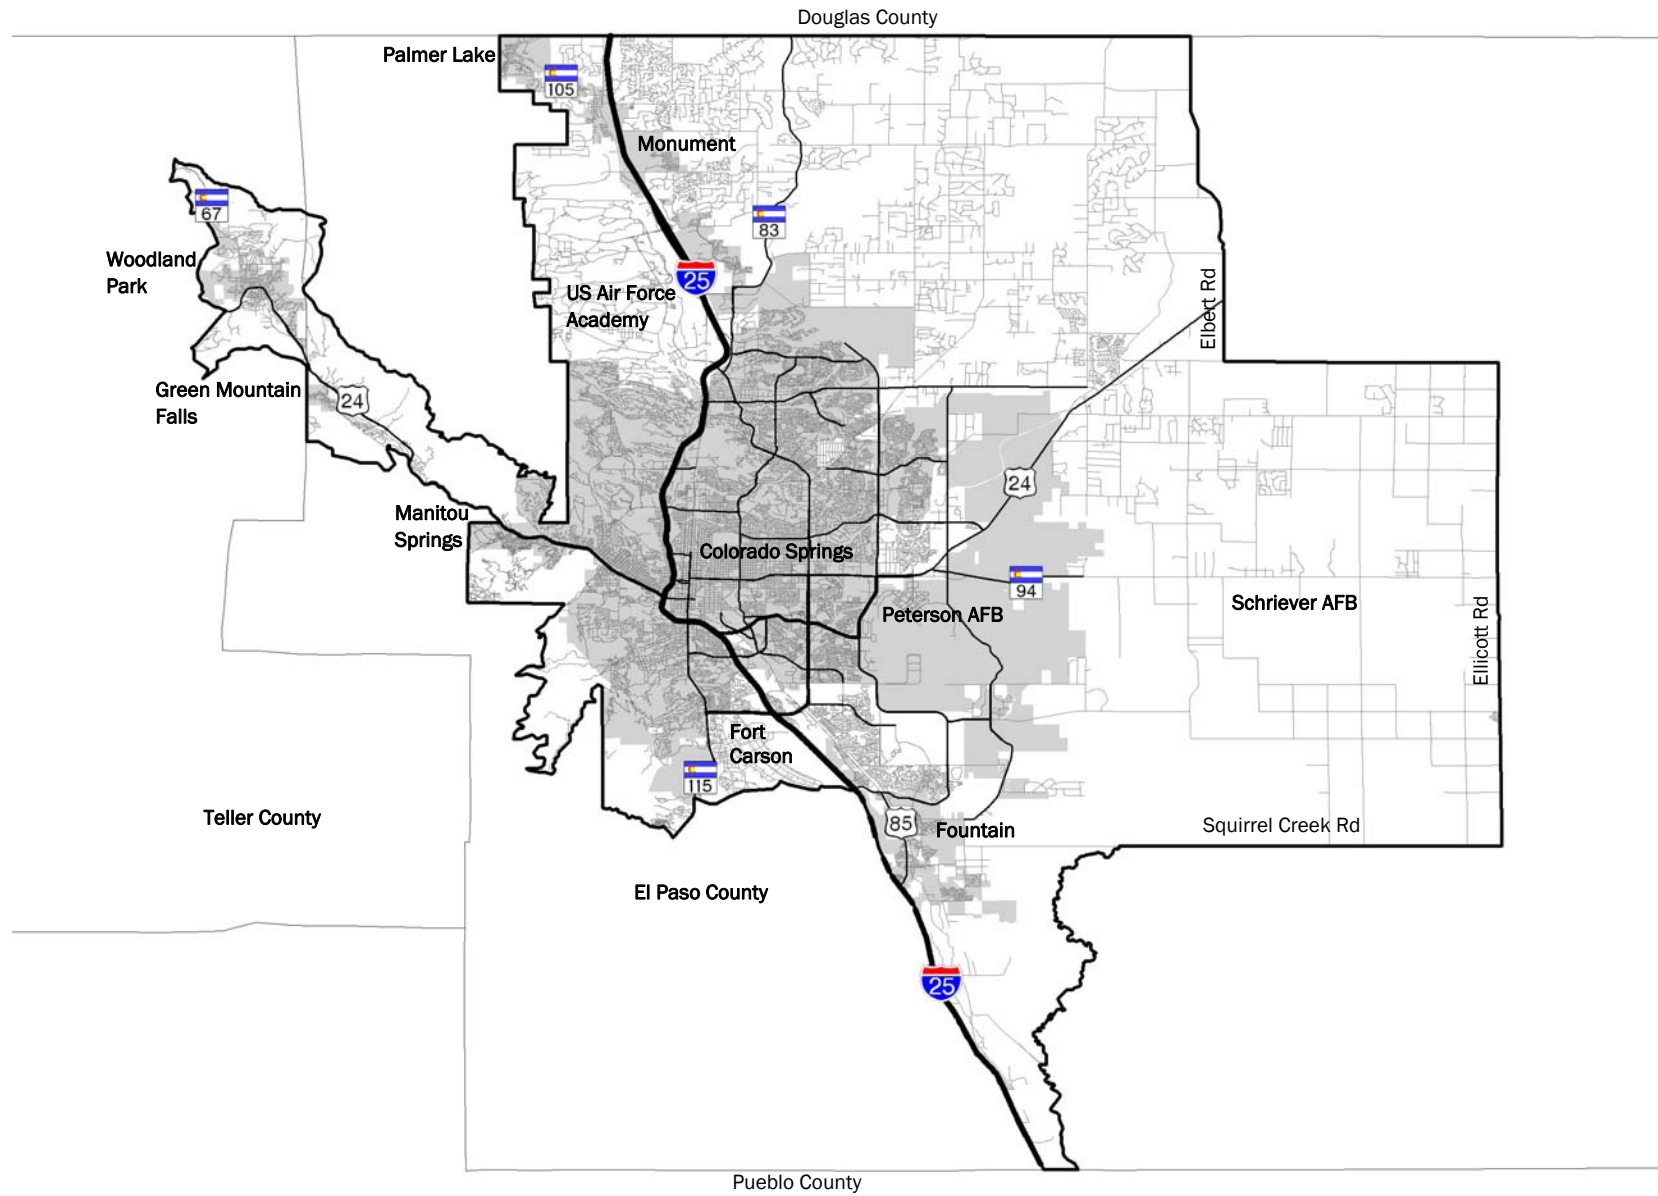 Douglas County
Palmer Lake
105
Monument
67
83
Woodland
Park
25
US Air Force
Academy
Elbert Rd
Green Mountain
Falls
24
24
Manitou
Springs
Colorado Springs
94
Peterson AFB
Schriever AFB
Ellicott Rd
Fort
Carson
115
Teller County
85
Fountain
Squirrel Creek Rd
El Paso County
25
Pueblo County